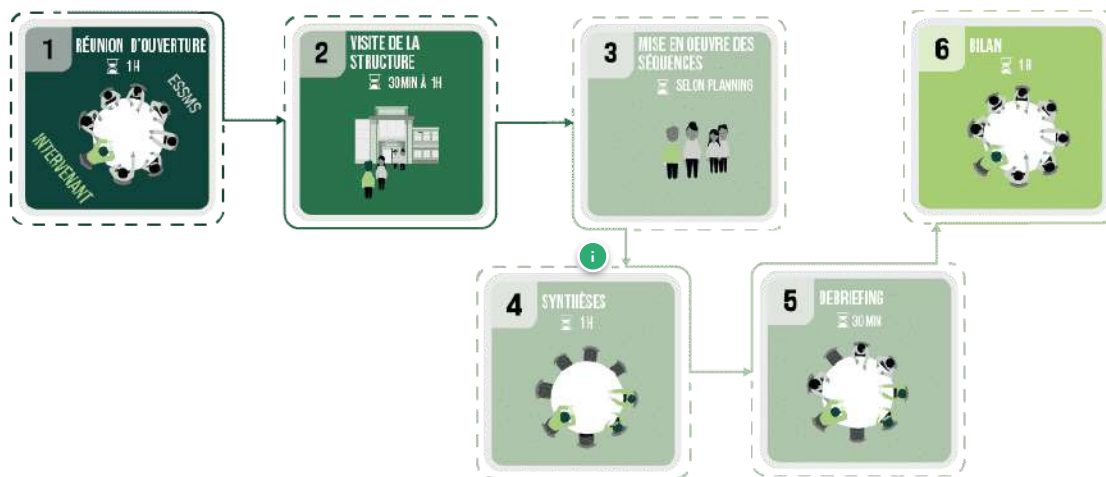 1
RÉUNION D'OUVERTURE
1H
ESSMS
INTERVENANT
2
VISITE DE LA
STRUCTURE
30MIN À 1H
3
MISE EN OEUVRE DES
SÉQUENCES
SELON PLANNING
i
4
SYNTHÈSES
1H
5
DEBRIEFING
30 MIN
6
BILAN
1H